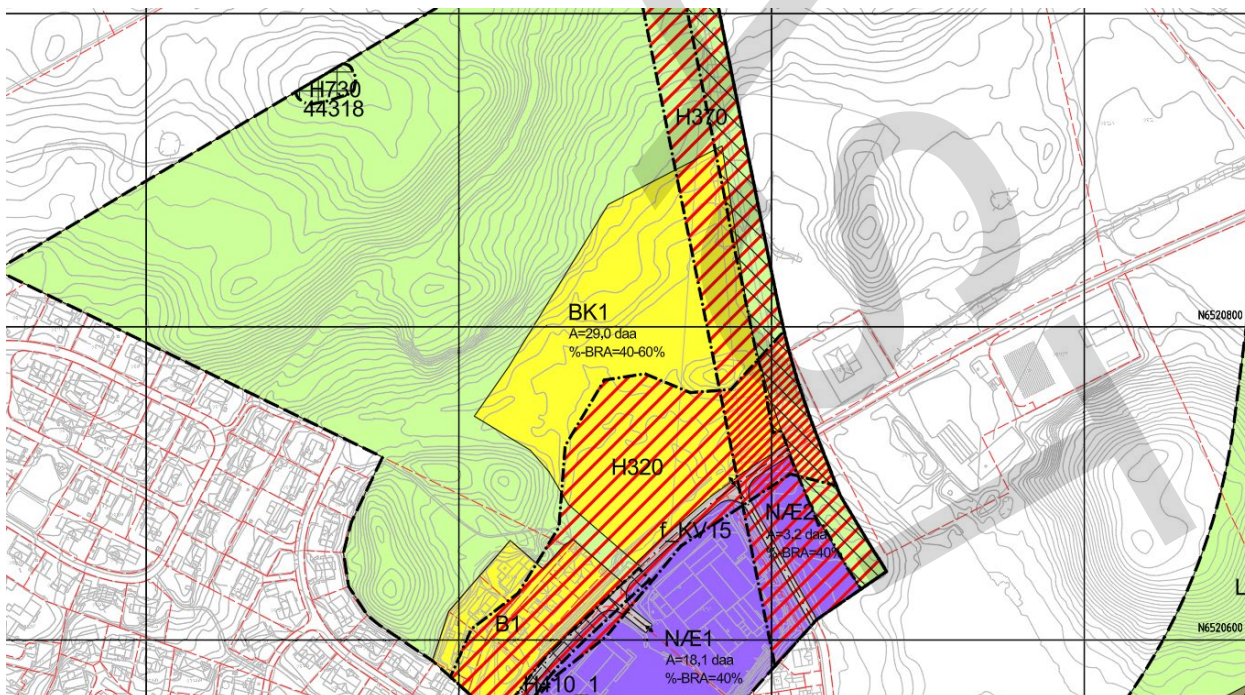 H730
44318
H370
BK1
A=29,0 daa
%-BRA=40-60%
N6520800
H320
NÆ2
A=3,2 daa
%-BRA=40%
f_KV15
B1
NÆ1
A=18,1 daa
%-BRA=40%
H410_1
N6520600
L